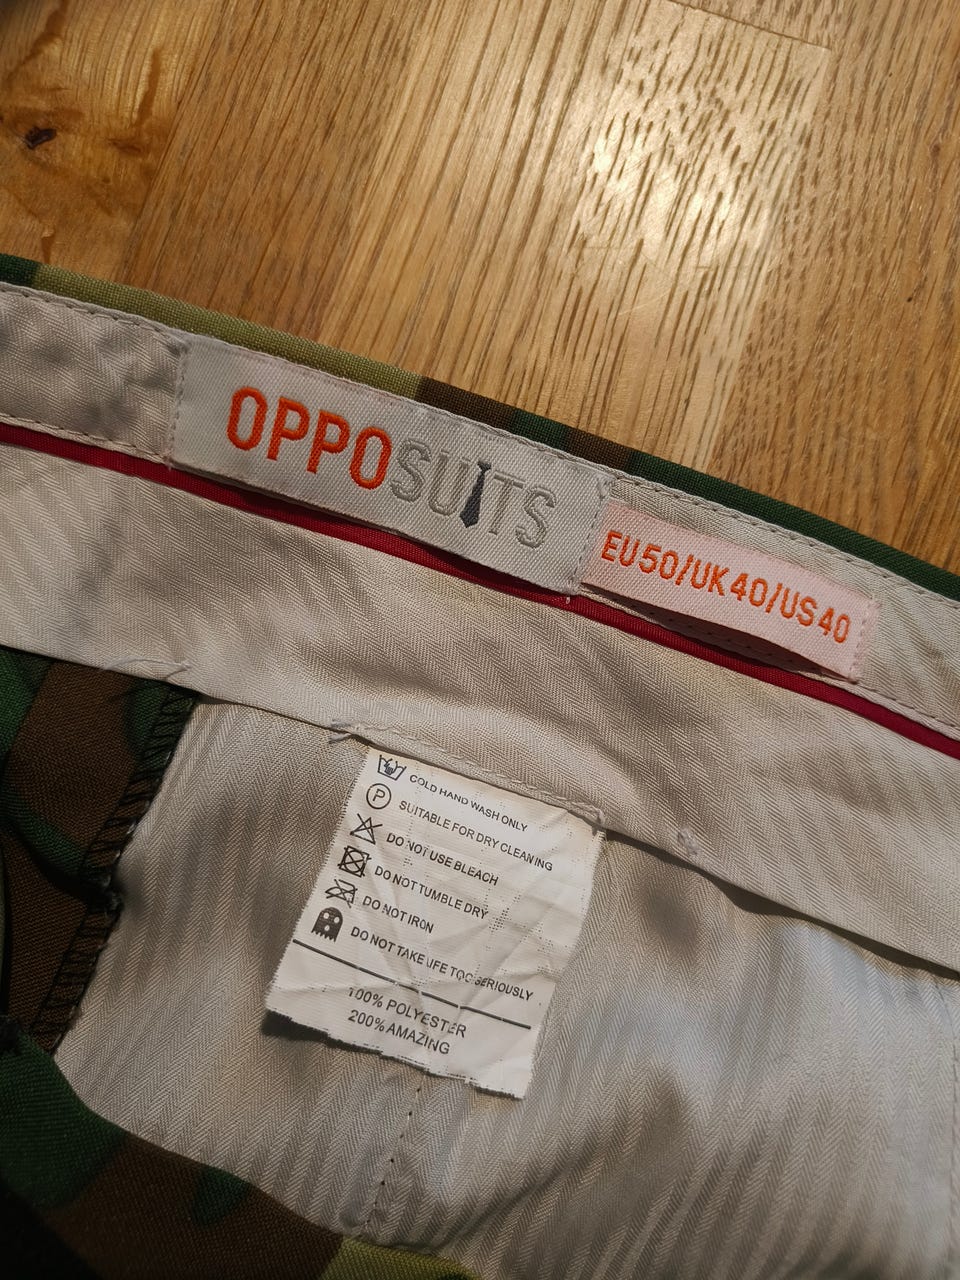 OPPOSUITS
EU50/UK40/US40
COLD HAND WASH ONLY
P
SUITABLE FOR DRY CLEANING
DO NOT USE BLEACH
DO NOT TUMBLE DRY
DO NOT IRON
DO NOT TAKE LIFE TOO SERIOUSLY
100% POLYESTER
200% AMAZING